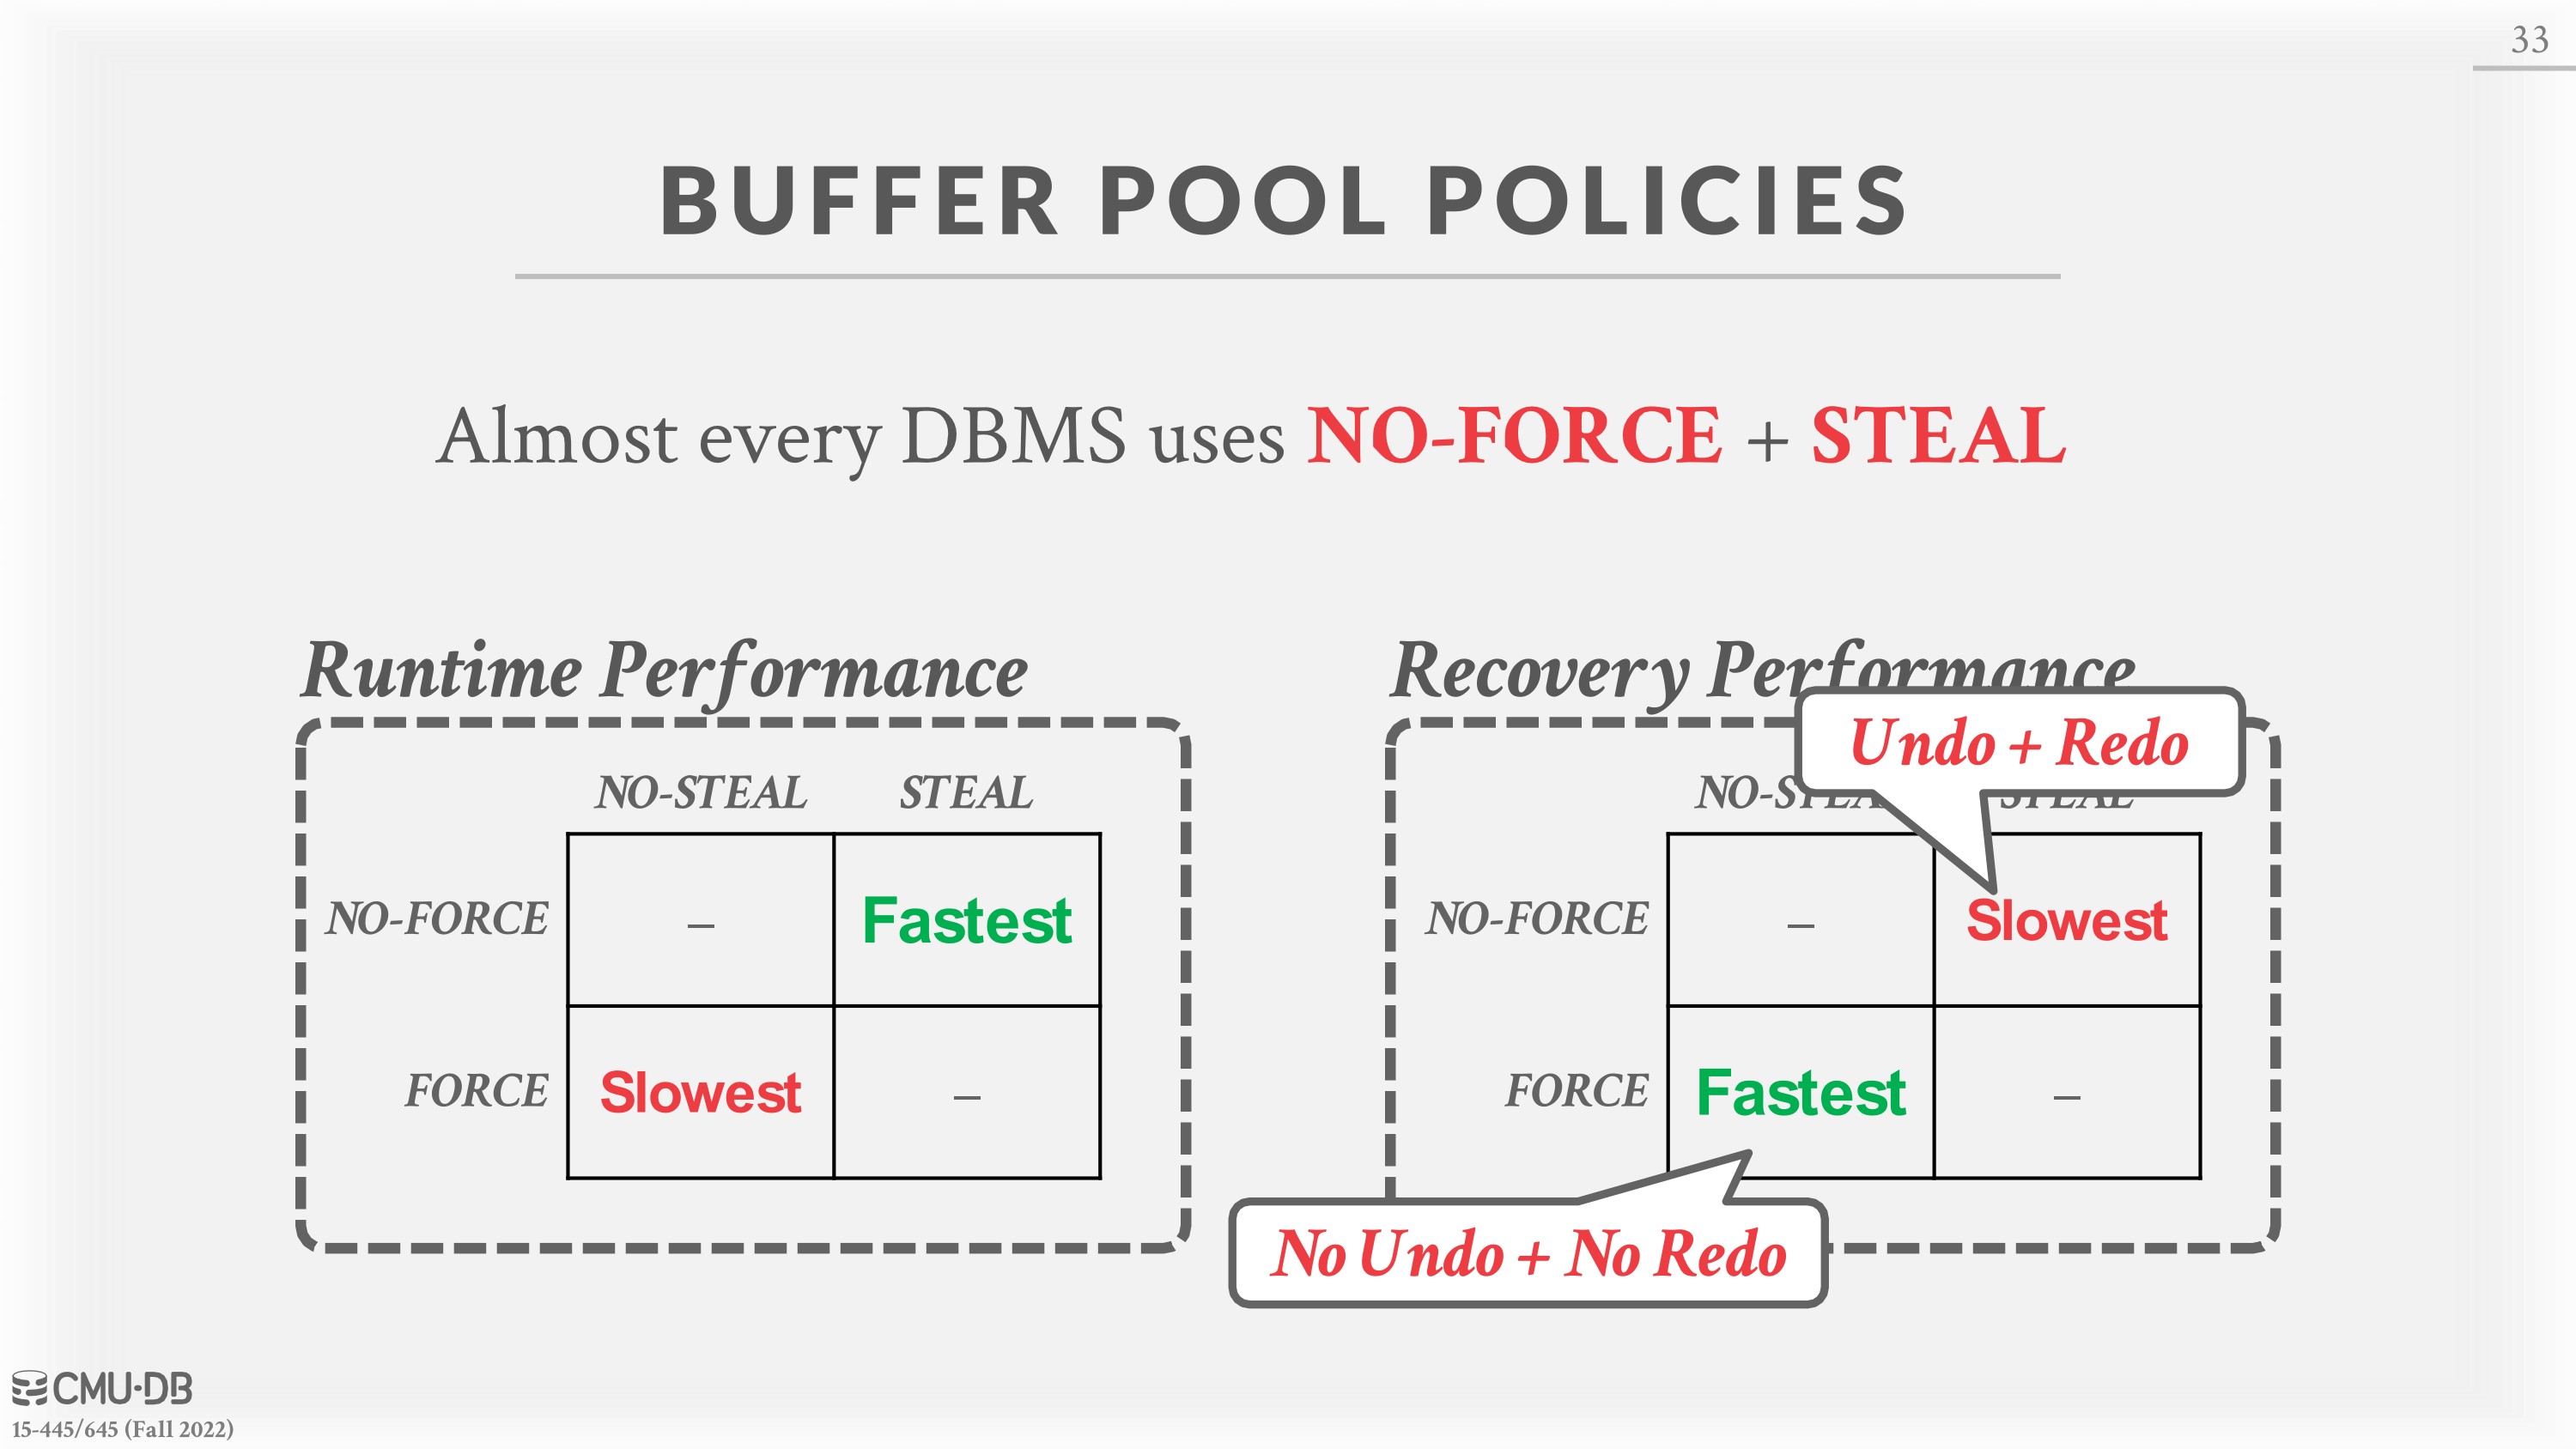 33
BUFFER POOL POLICIES
Almost every DBMS uses NO-FORCE + STEAL
Runtime Performance
NO-STEAL STEAL
NO-FORCE – Fastest
FORCE Slowest –
Recovery Performance
Undo + Redo
NO-STEAL STEAL
NO-FORCE – Slowest
FORCE Fastest –
No Undo + No Redo
CMU·DB
15-445/645 (Fall 2022)